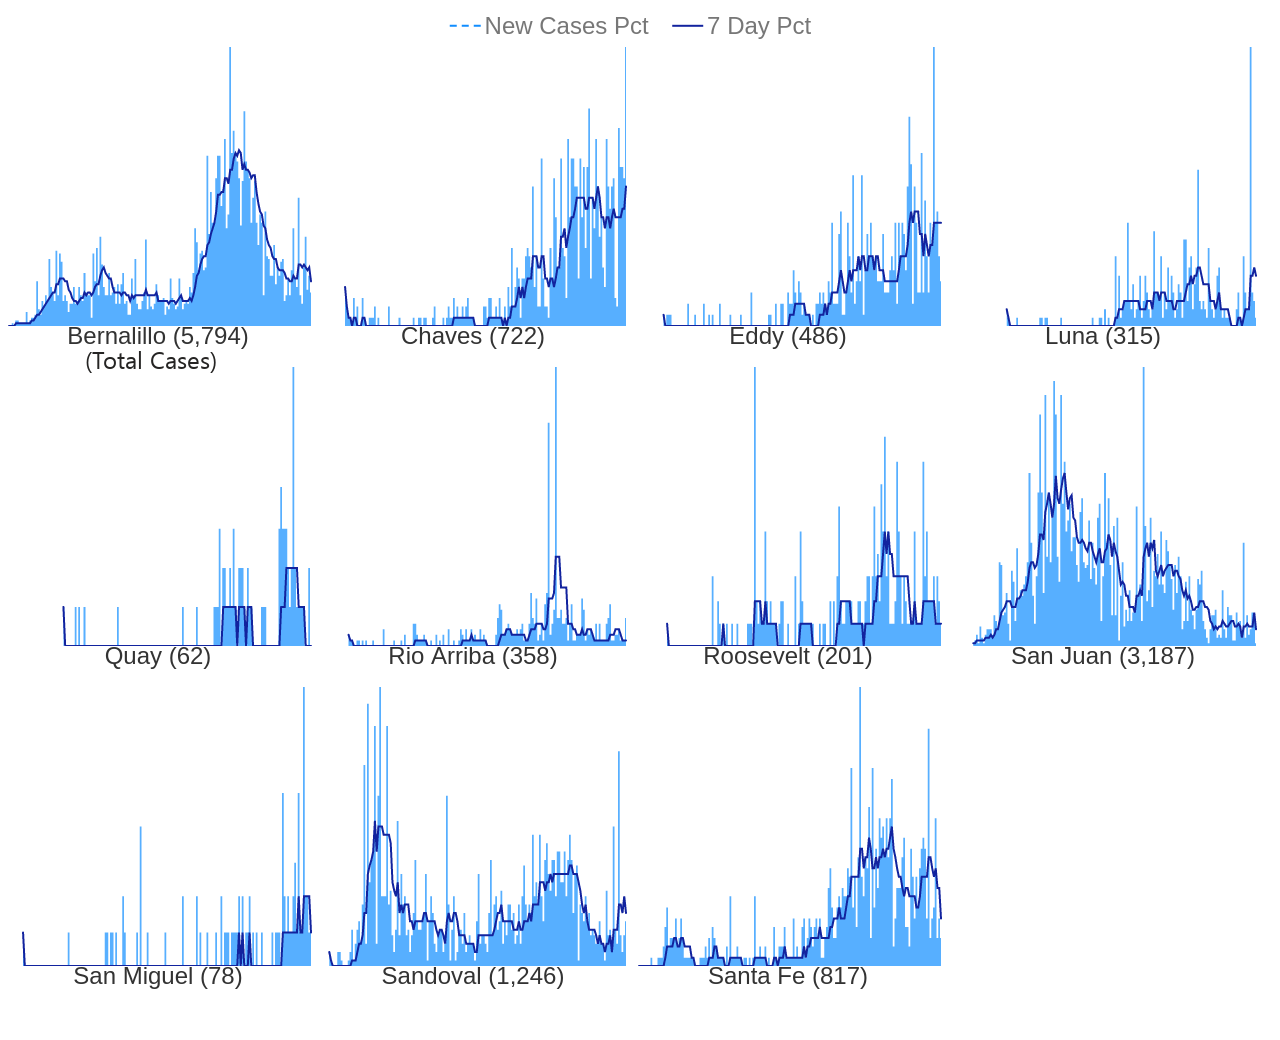 New Cases Pct 7 Day Pct
Bernalillo (5,794) Chaves (722) Eddy (486) Luna (315)
(Total Cases)
Quay (62) Rio Arriba (358) Roosevelt (201) San Juan (3,187)
San Miguel (78) Sandoval (1,246) Santa Fe (817)